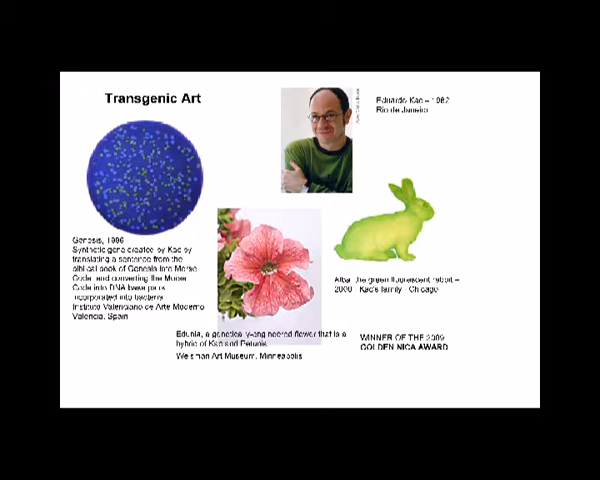 Transgenic Art
Eduardo Kac – 1962
Rio de Janeiro
Genesis, 1999
Synthetic gene created by Kac by
translating a sentence from the
biblical book of Genesis into Morse
Code, and converting the Morse
Code into DNA base pairs
incorporated into bacteria
Instituto Valenciano de Arte Moderno
Valencia, Spain
Alba, the green fluorescent rabbit –
2000 Kac's family Chicago
Edunia, a genetically-engineered flower that is a
hybrid of Kac and Petunia
Weisman Art Museum, Minneapolis
WINNER OF THE 2009
GOLDEN NICA AWARD